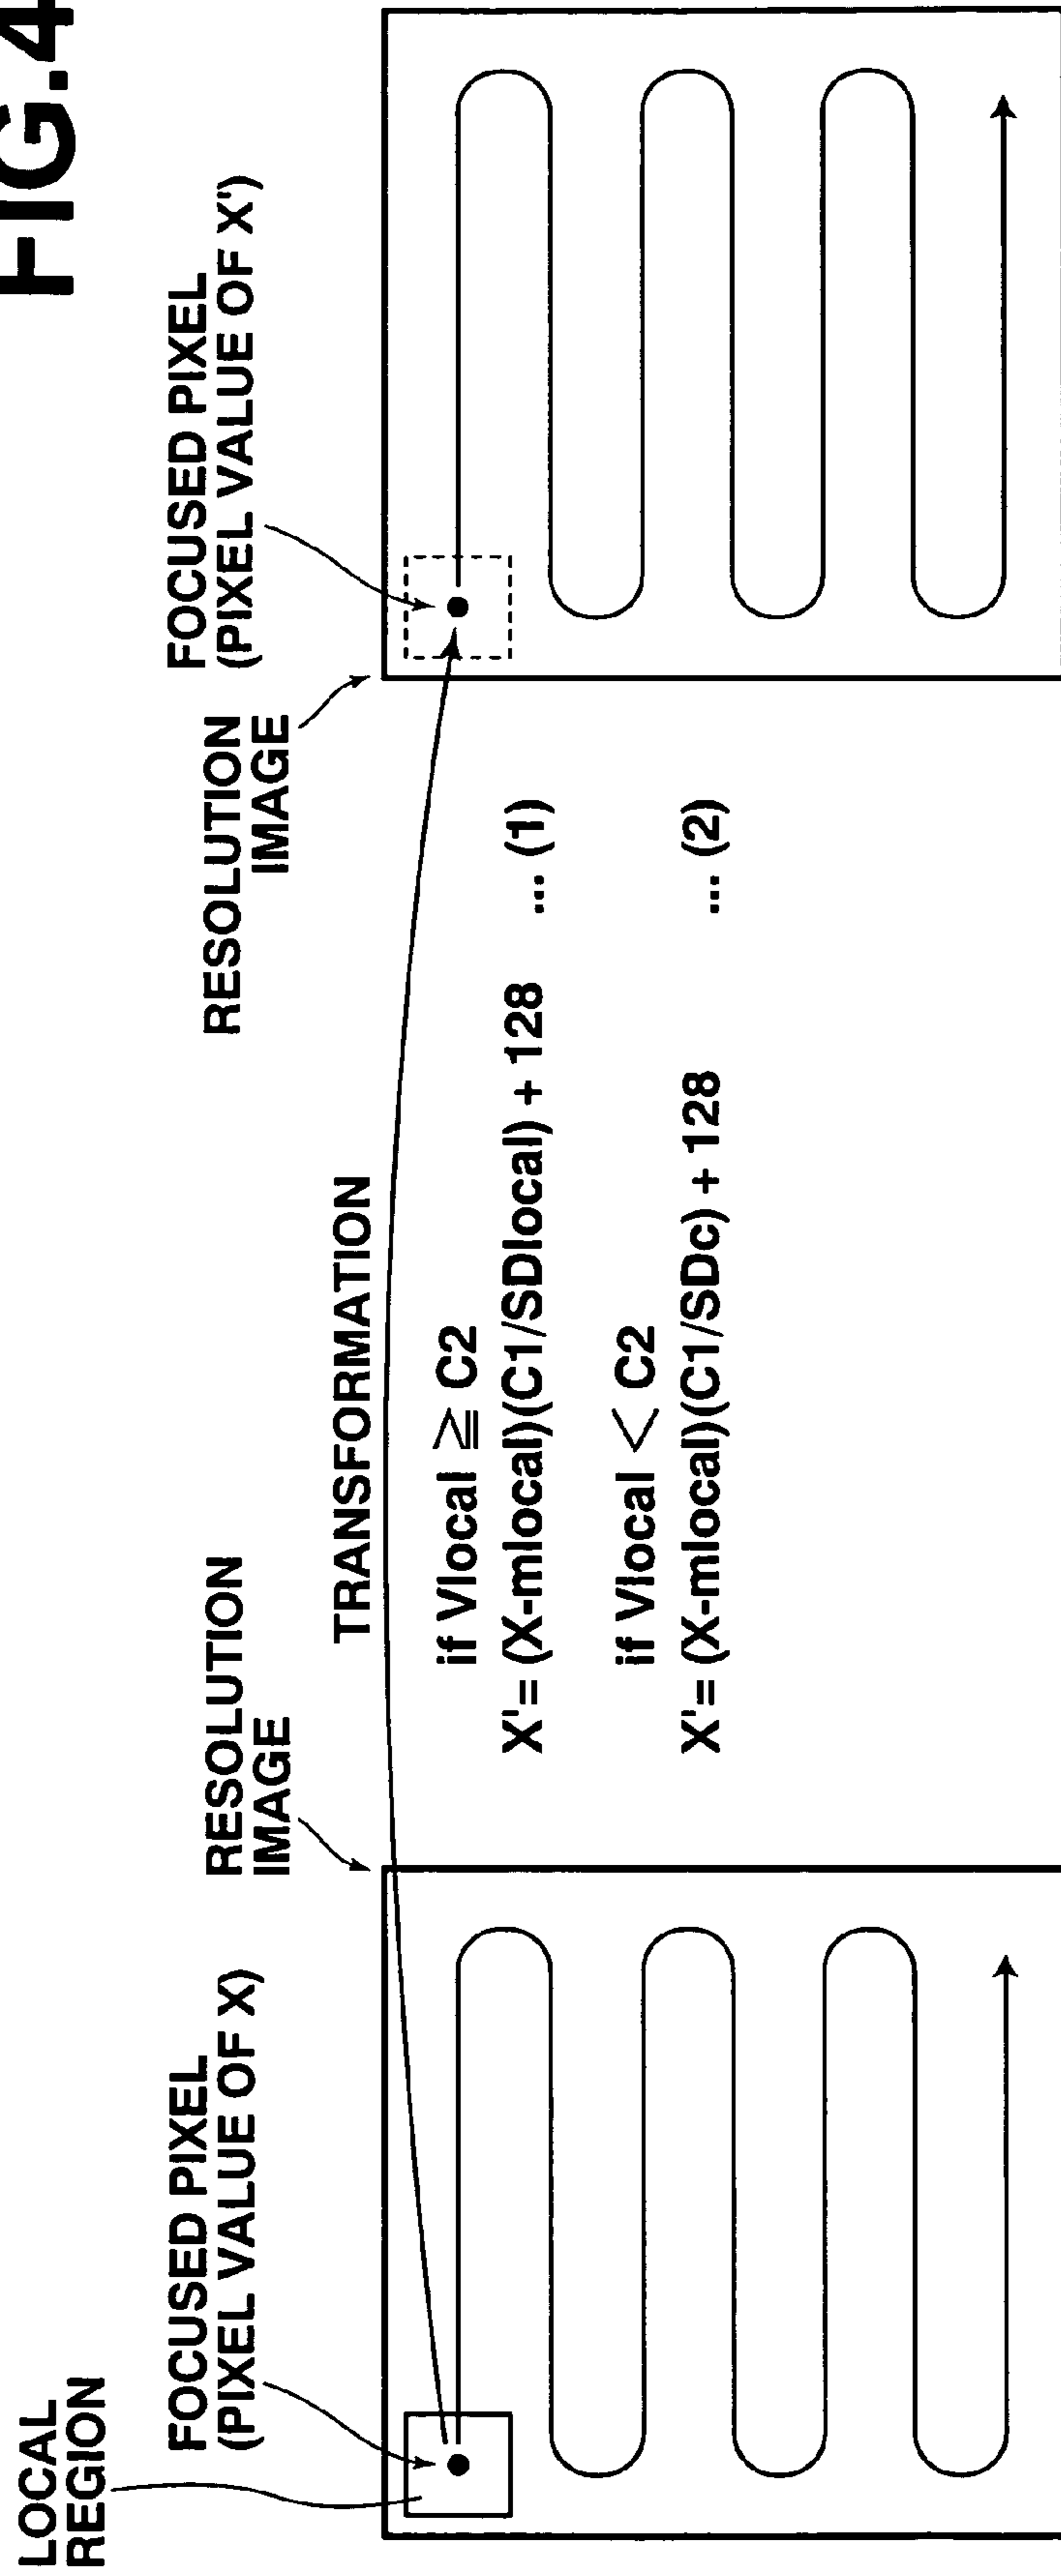 FIG.4
LOCAL
REGION
FOCUSED PIXEL
(PIXEL VALUE OF X)
RESOLUTION
IMAGE
TRANSFORMATION
if Vlocal ≧ C2
X'= (X-mlocal)(C1/SDlocal) + 128 ... (1)
if Vlocal < C2
X'= (X-mlocal)(C1/SDc) + 128 ... (2)
RESOLUTION
IMAGE
FOCUSED PIXEL
(PIXEL VALUE OF X')